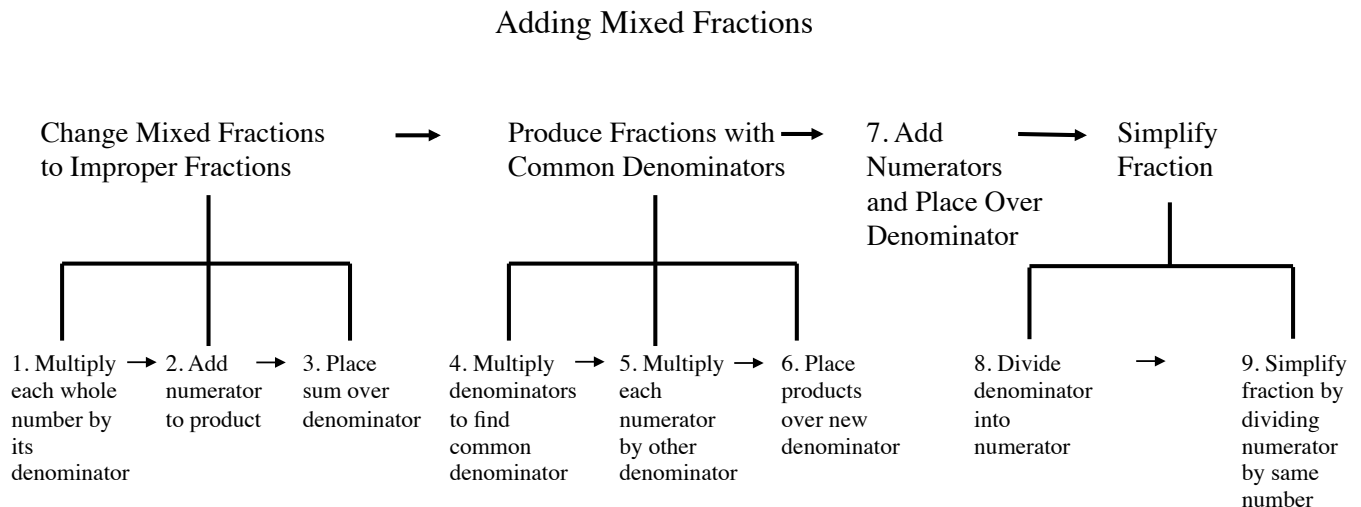 Adding Mixed Fractions
Change Mixed Fractions
to Improper Fractions
Produce Fractions with
Common Denominators
7. Add
Numerators
and Place Over
Denominator
Simplify
Fraction
1. Multiply
each whole
number by
its
denominator
2. Add
numerator
to product
3. Place
sum over
denominator
4. Multiply
denominators
to find
common
denominator
5. Multiply
each
numerator
by other
denominator
6. Place
products
over new
denominator
8. Divide
denominator
into
numerator
9. Simplify
fraction by
dividing
numerator
by same
number